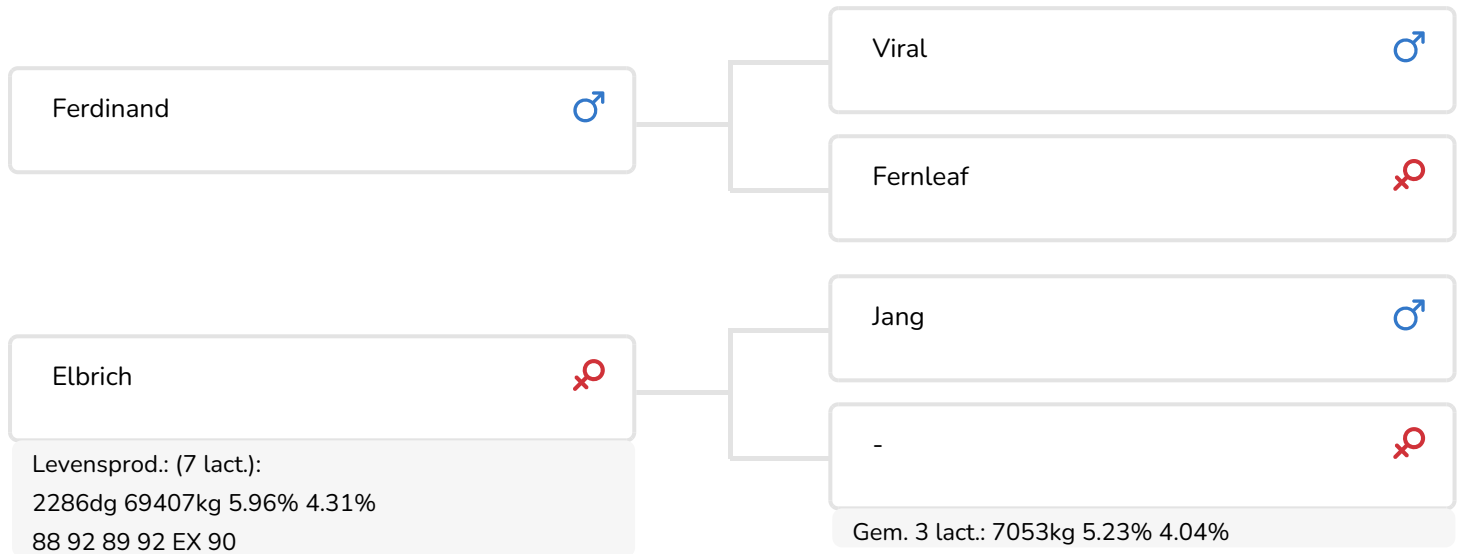 Ferdinand
Viral
Fernleaf
Elbrich
Levensprod.: (7 lact.):
2286dg 69407kg 5.96% 4.31%
88 92 89 92 EX 90
Jang
-
Gem. 3 lact.: 7053kg 5.23% 4.04%